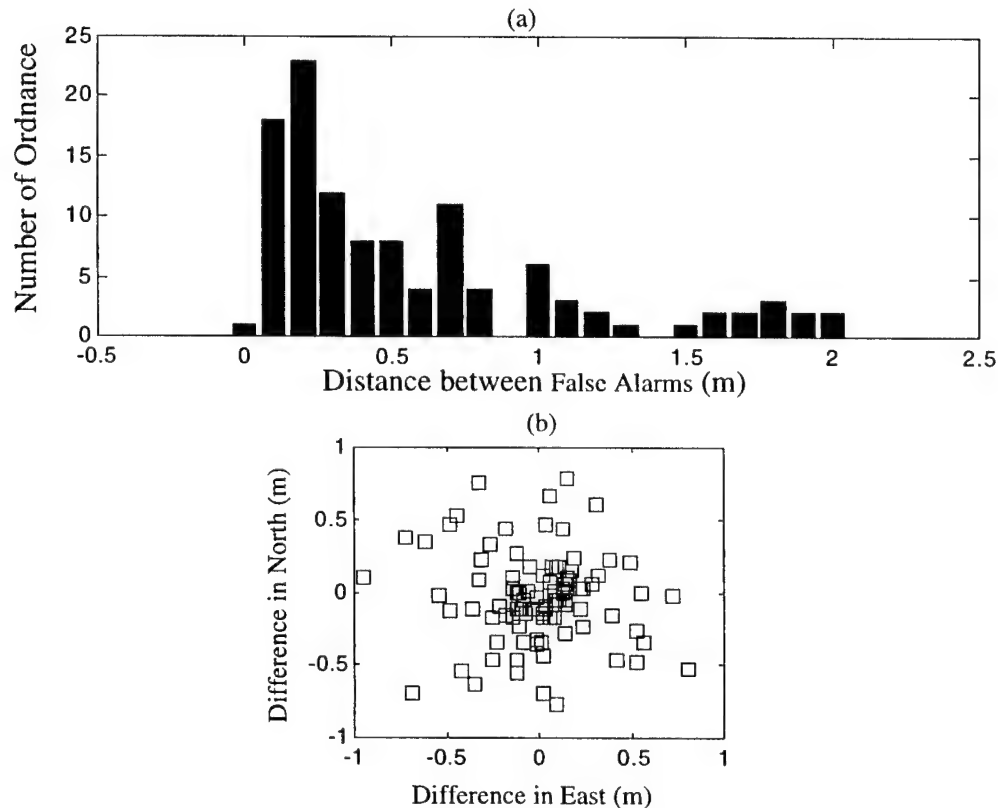 (a)
25
20
15
10
5
0
Number of Ordnance
-0.5 0 0.5 1 1.5 2 2.5
Distance between False Alarms (m)
(b)
1
0.5
0
-0.5
-1
Difference in North (m)
-1 -0.5 0 0.5 1
Difference in East (m)